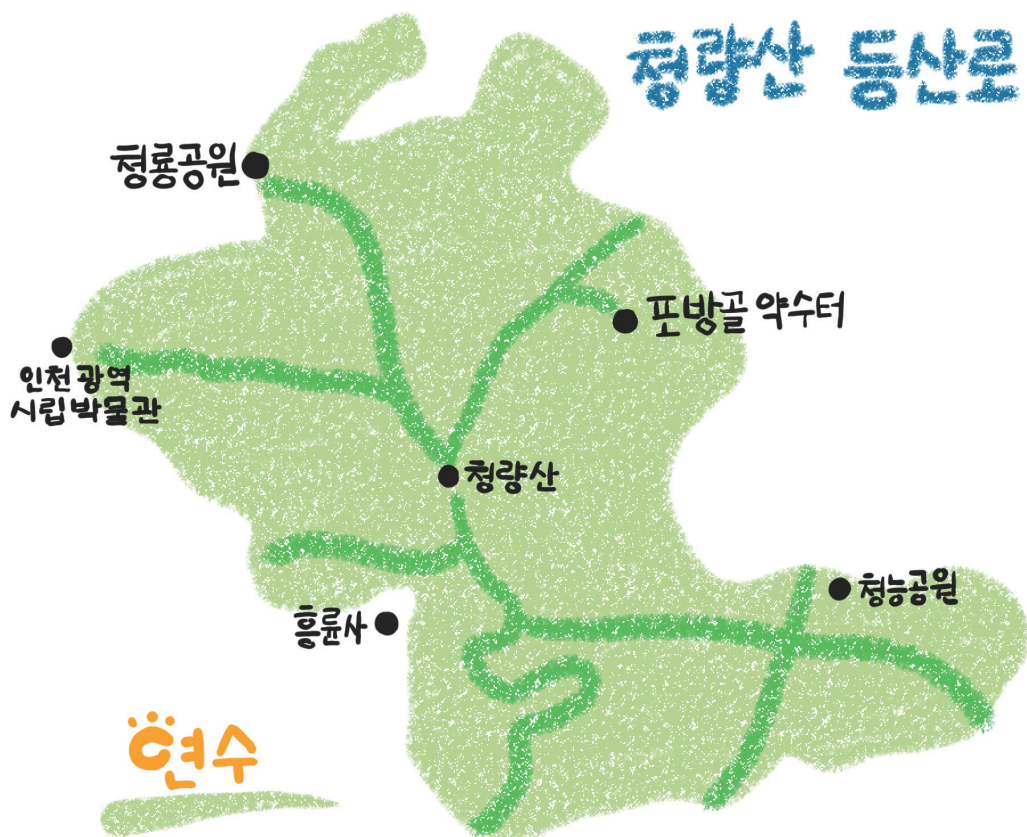 청량산 등산로
청룡공원
포방골 약수터
인천광역
시립박물관
청량산
청능공원
흥륜사
연수